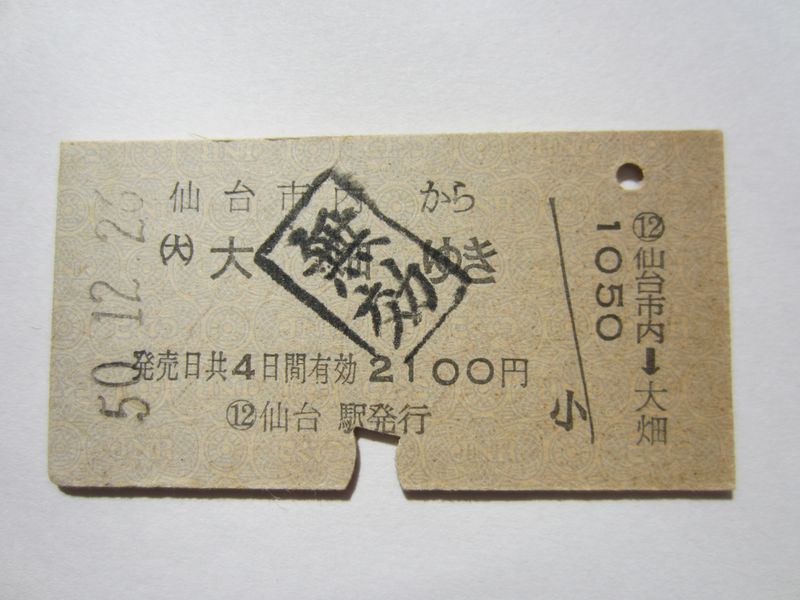 50.12.26
仙台市内 から
(ヌ)大畑 ゆき
無効
発売日共4日間有効 2100円
⑫仙台 駅発行
小
1050
⑫仙台市内➡大畑